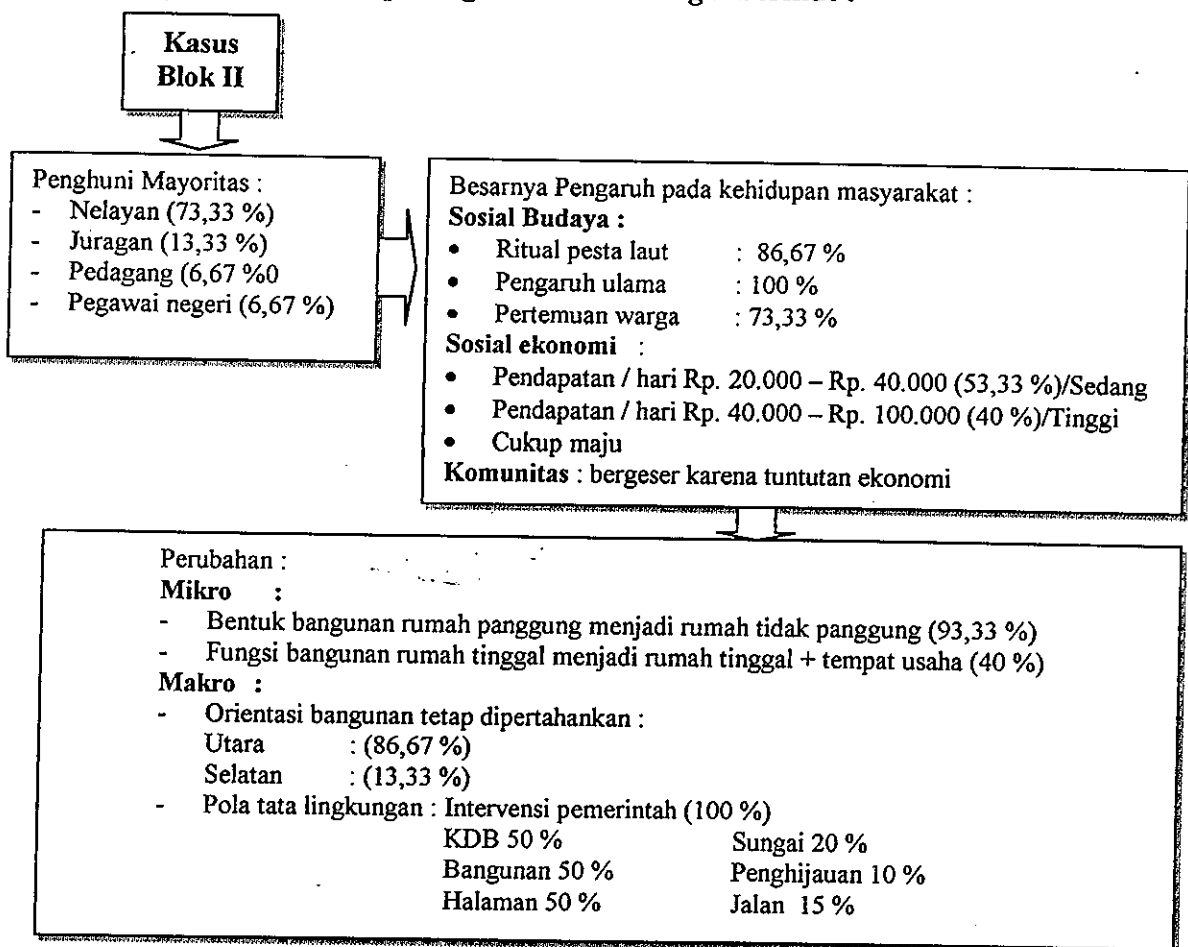 Kasus
Blok II
Penghuni Mayoritas :
- Nelayan (73,33 %)
- Juragan (13,33 %)
- Pedagang (6,67 %0
- Pegawai negeri (6,67 %)
Besarnya Pengaruh pada kehidupan masyarakat :
Sosial Budaya :
• Ritual pesta laut : 86,67 %
• Pengaruh ulama : 100 %
• Pertemuan warga : 73,33 %
Sosial ekonomi :
• Pendapatan / hari Rp. 20.000 – Rp. 40.000 (53,33 %)/Sedang
• Pendapatan / hari Rp. 40.000 – Rp. 100.000 (40 %)/Tinggi
• Cukup maju
Komunitas : bergeser karena tuntutan ekonomi
Perubahan :
Mikro :
- Bentuk bangunan rumah panggung menjadi rumah tidak panggung (93,33 %)
- Fungsi bangunan rumah tinggal menjadi rumah tinggal + tempat usaha (40 %)
Makro :
- Orientasi bangunan tetap dipertahankan :
Utara : (86,67 %)
Selatan : (13,33 %)
- Pola tata lingkungan : Intervensi pemerintah (100 %)
KDB 50 % Sungai 20 %
Bangunan 50 % Penghijauan 10 %
Halaman 50 % Jalan 15 %